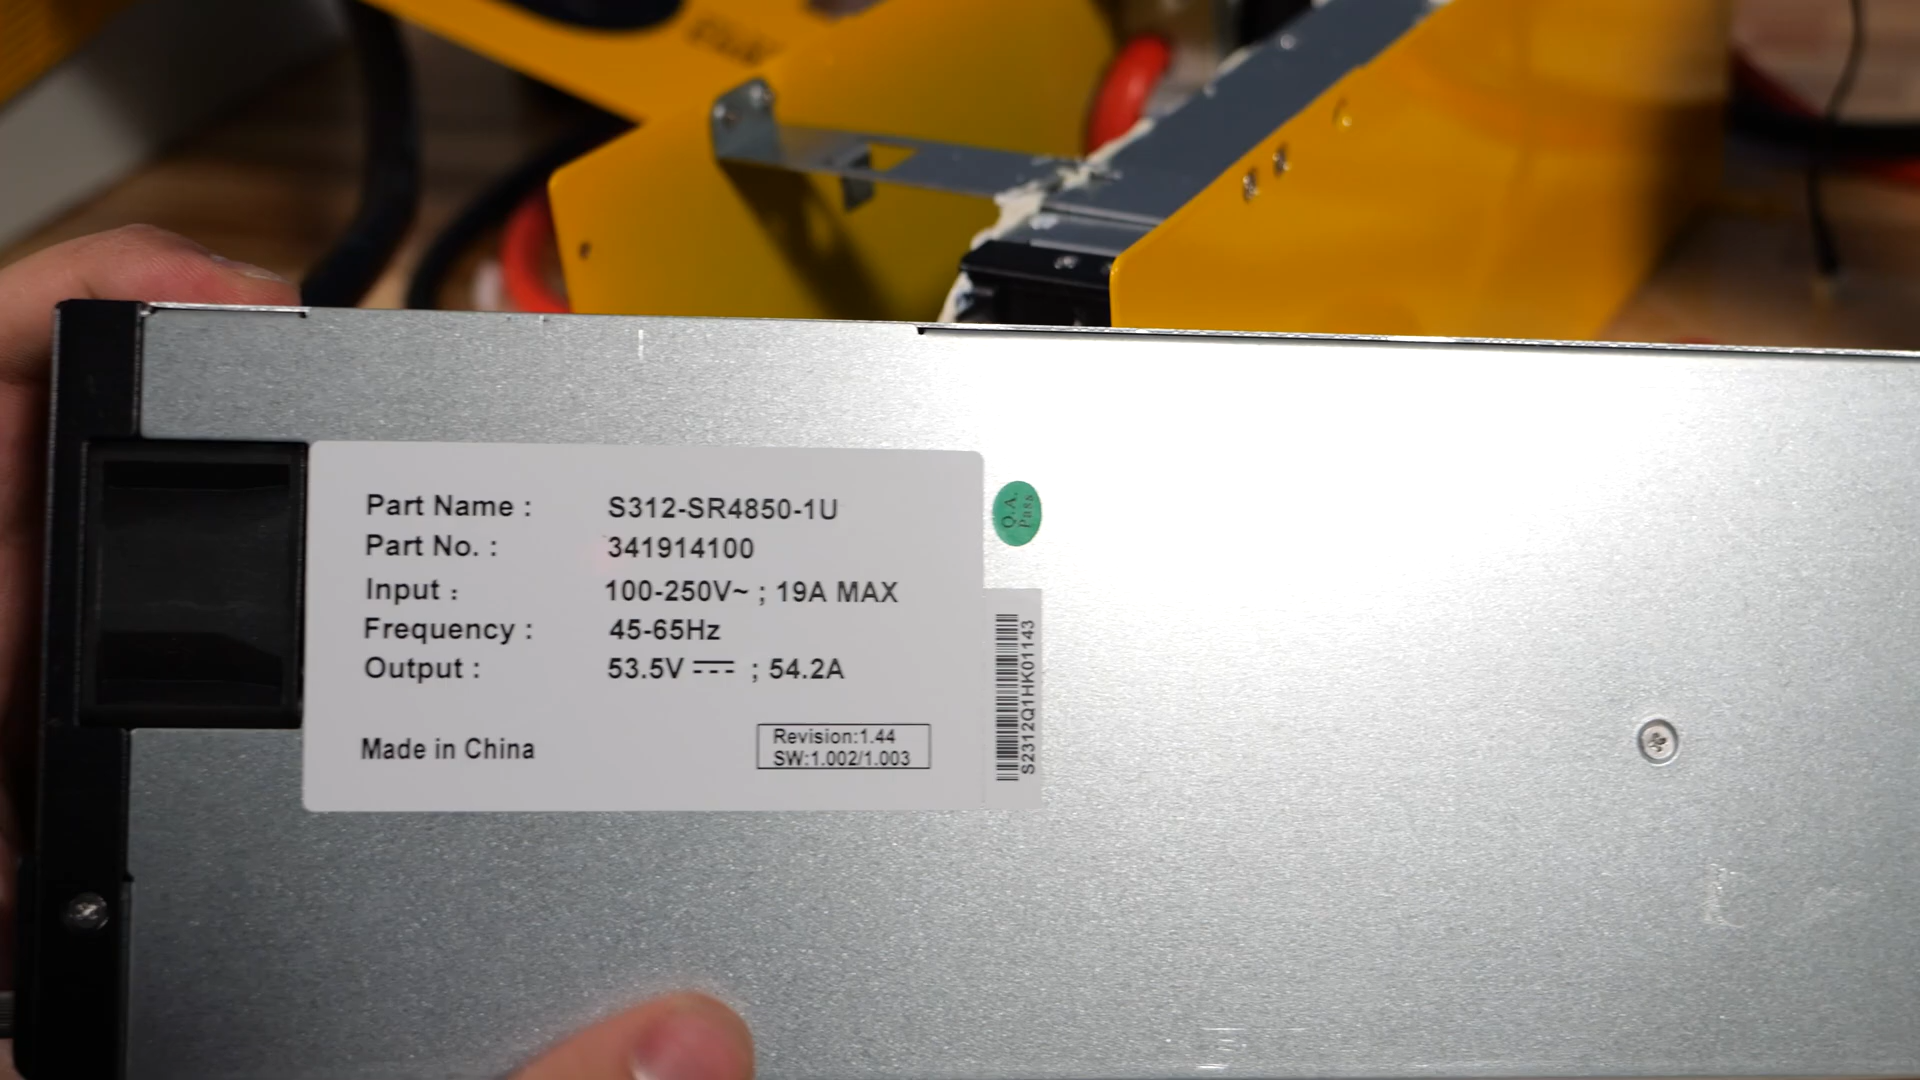 Part Name : S312-SR4850-1U
Part No. : 341914100
Input : 100-250V~ ; 19A MAX
Frequency : 45-65Hz
Output : 53.5V ⎓ ; 54.2A
Made in China
Revision:1.44
SW:1.002/1.003
Q.A.
Pass
S2312Q1HK01143